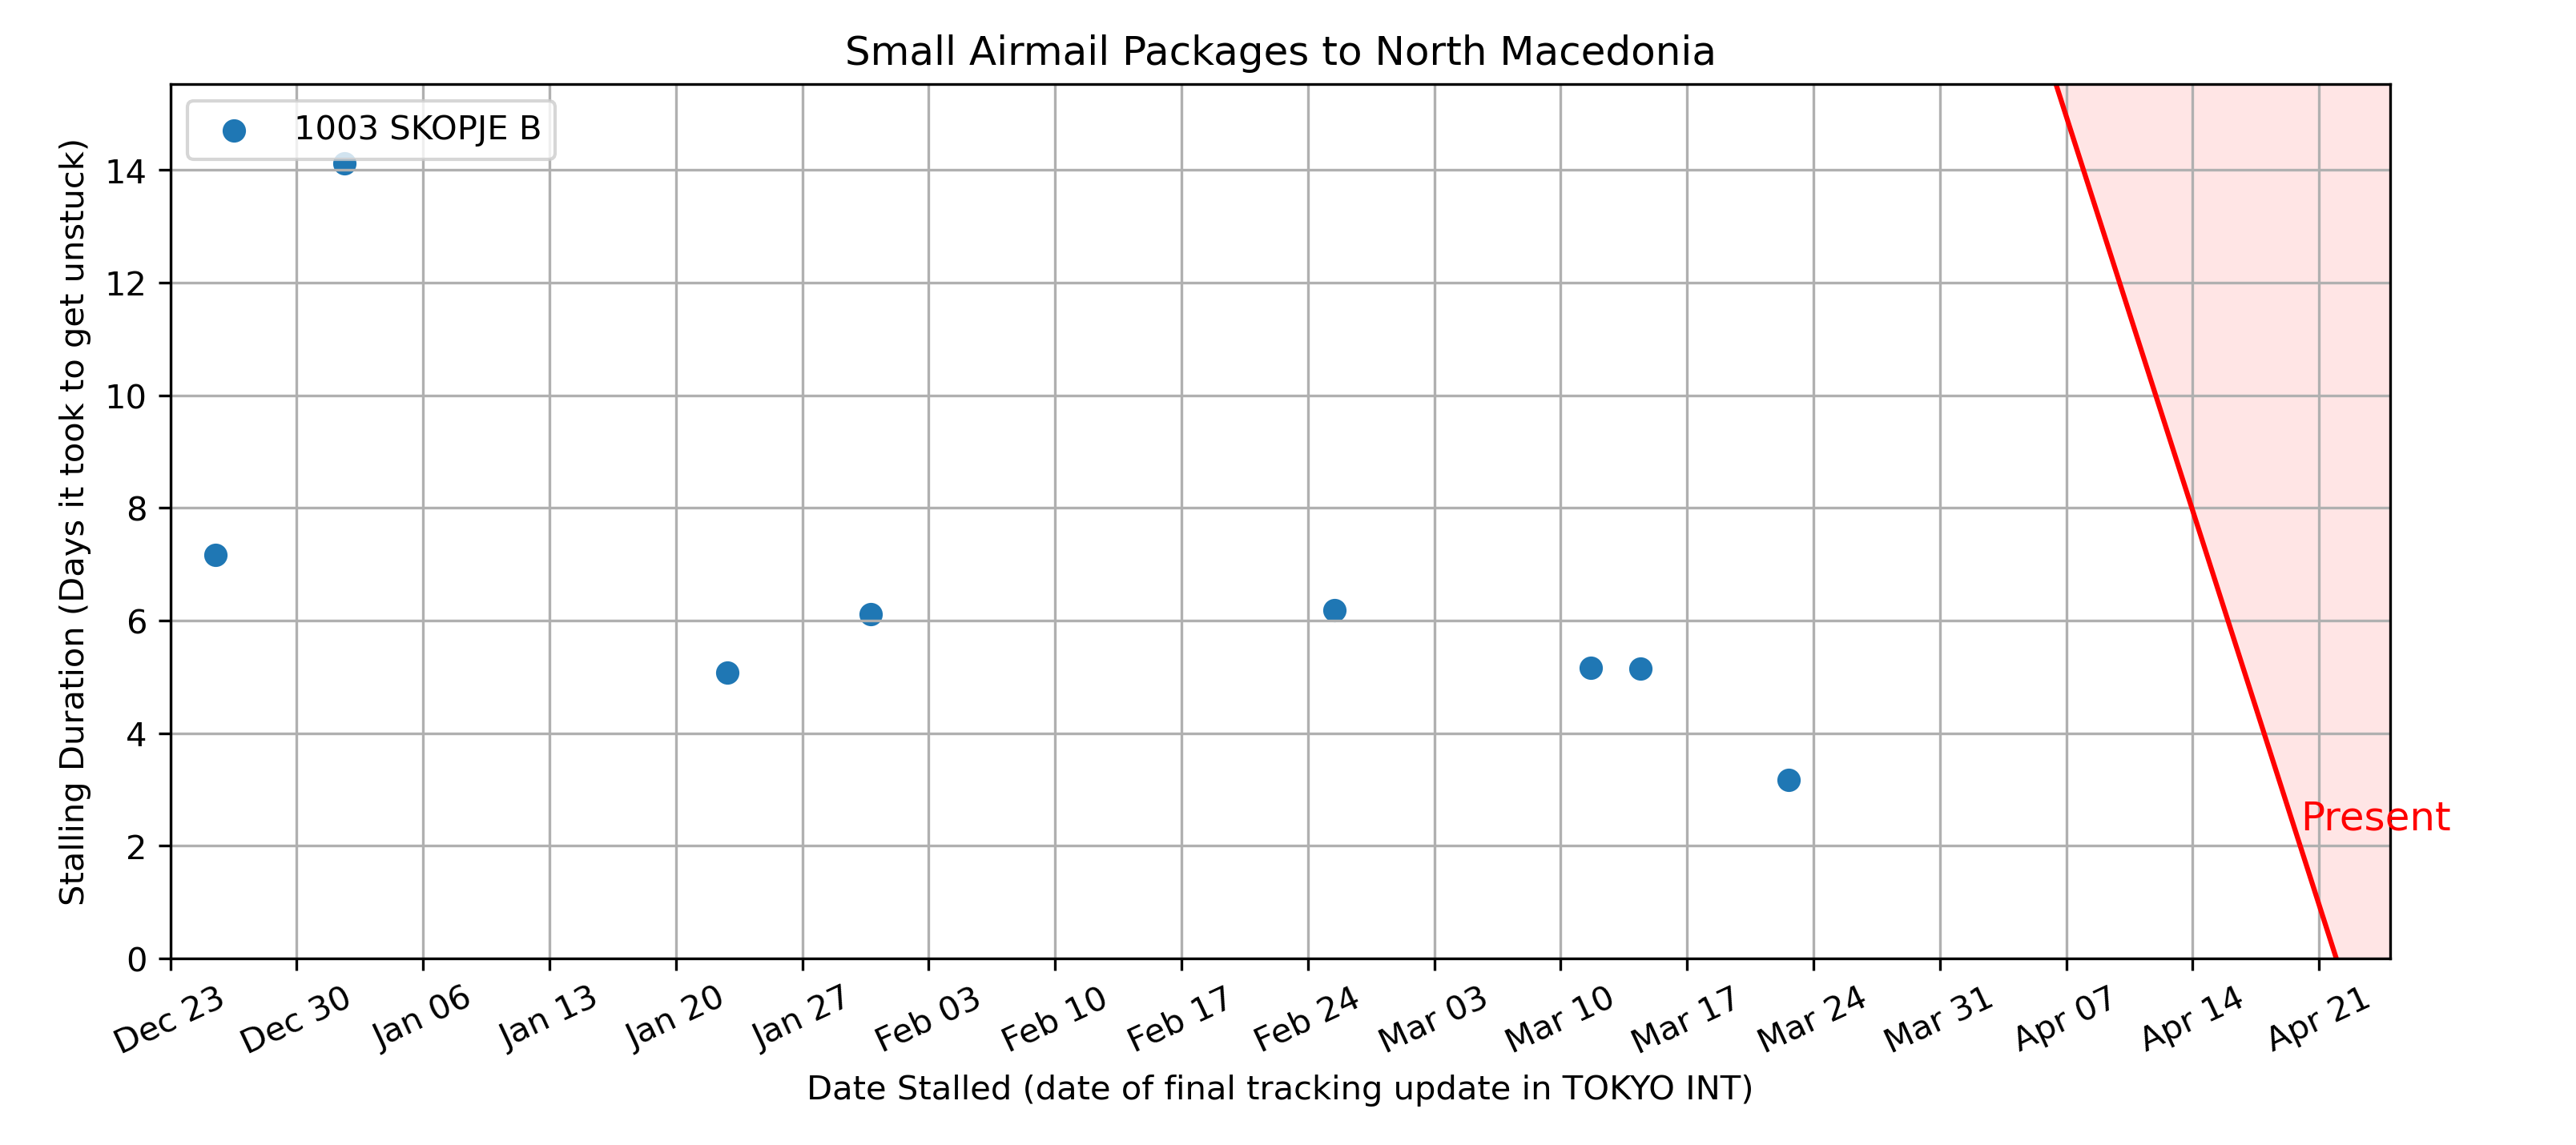 Small Airmail Packages to North Macedonia
1003 SKOPJE B
Stalling Duration (Days it took to get unstuck)
14
12
10
8
6
4
2
0
Present
Dec 23
Dec 30
Jan 06
Jan 13
Jan 20
Jan 27
Feb 03
Feb 10
Feb 17
Feb 24
Mar 03
Mar 10
Mar 17
Mar 24
Mar 31
Apr 07
Apr 14
Apr 21
Date Stalled (date of final tracking update in TOKYO INT)